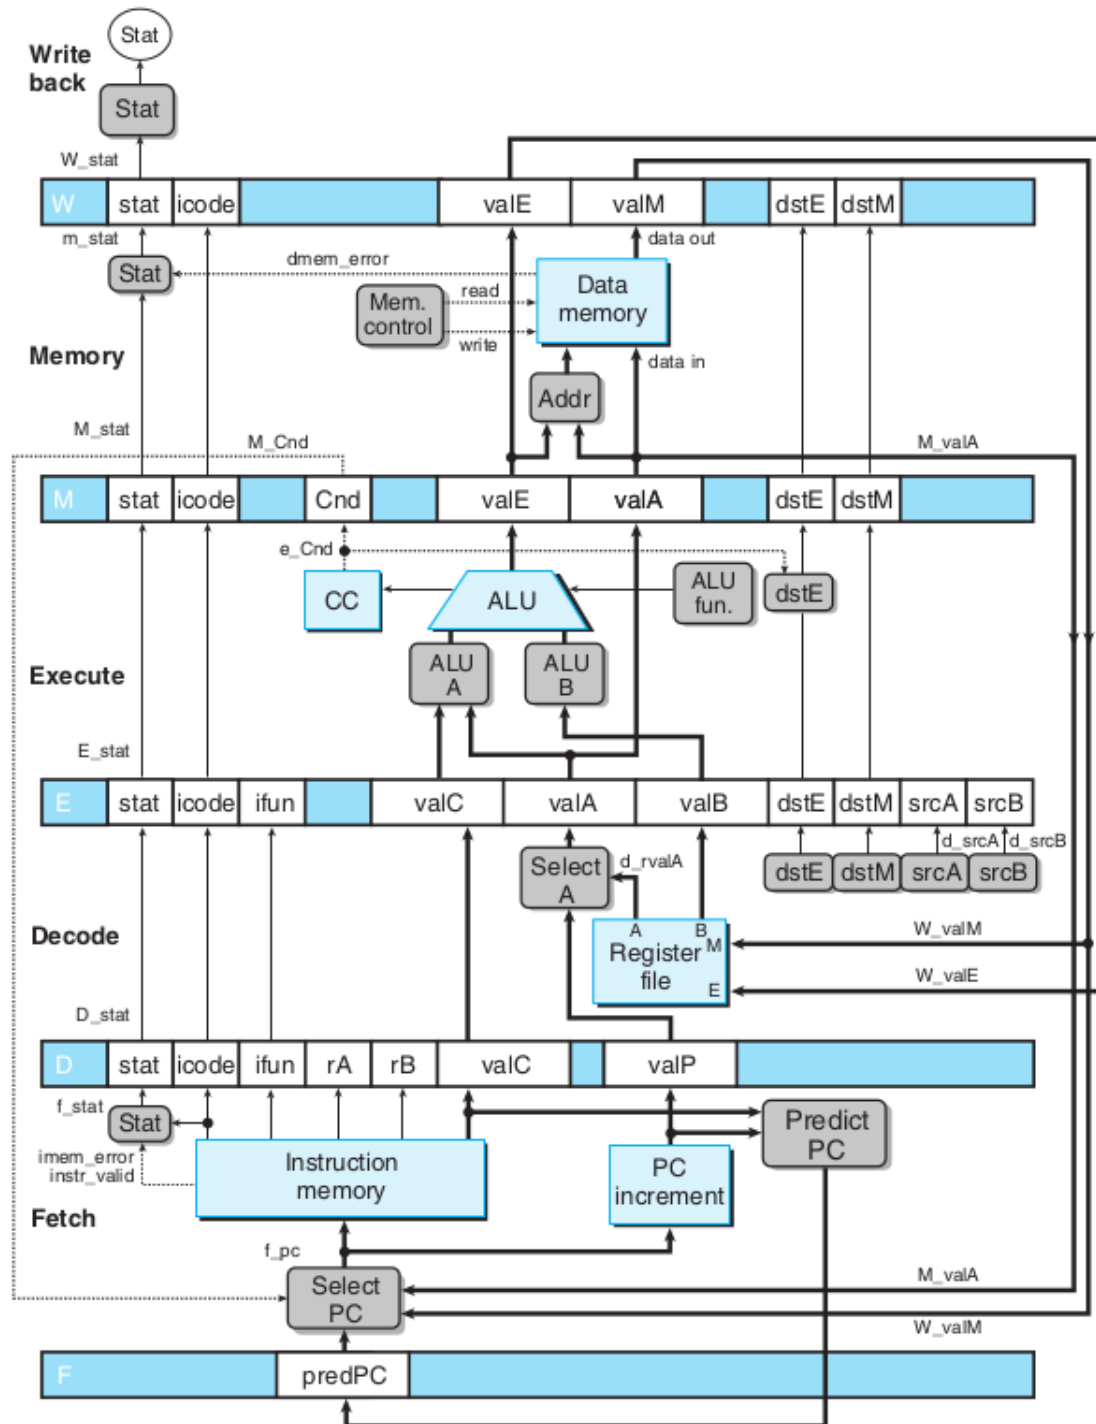 Stat
Write
back
Stat
W_stat
W
stat
icode
valE
valM
dstE
dstM
m_stat
data out
Stat
dmem_error
Data
memory
read
Mem.
control
write
Memory
data in
Addr
M_stat
M_Cnd
M_valA
M
stat
icode
Cnd
valE
valA
dstE
dstM
e_Cnd
CC
ALU
ALU
fun.
dstE
Execute
ALU
A
ALU
B
E_stat
E
stat
icode
ifun
valC
valA
valB
dstE
dstM
srcA
srcB
d_srcA
d_srcB
Select
A
d_rvalA
dstE
dstM
srcA
srcB
Decode
A
B
M
Register
file
E
W_valM
W_valE
D_stat
D
stat
icode
ifun
rA
rB
valC
valP
f_stat
Stat
Predict
PC
imem_error
instr_valid
Instruction
memory
PC
increment
Fetch
f_pc
Select
PC
M_valA
W_valM
F
predPC